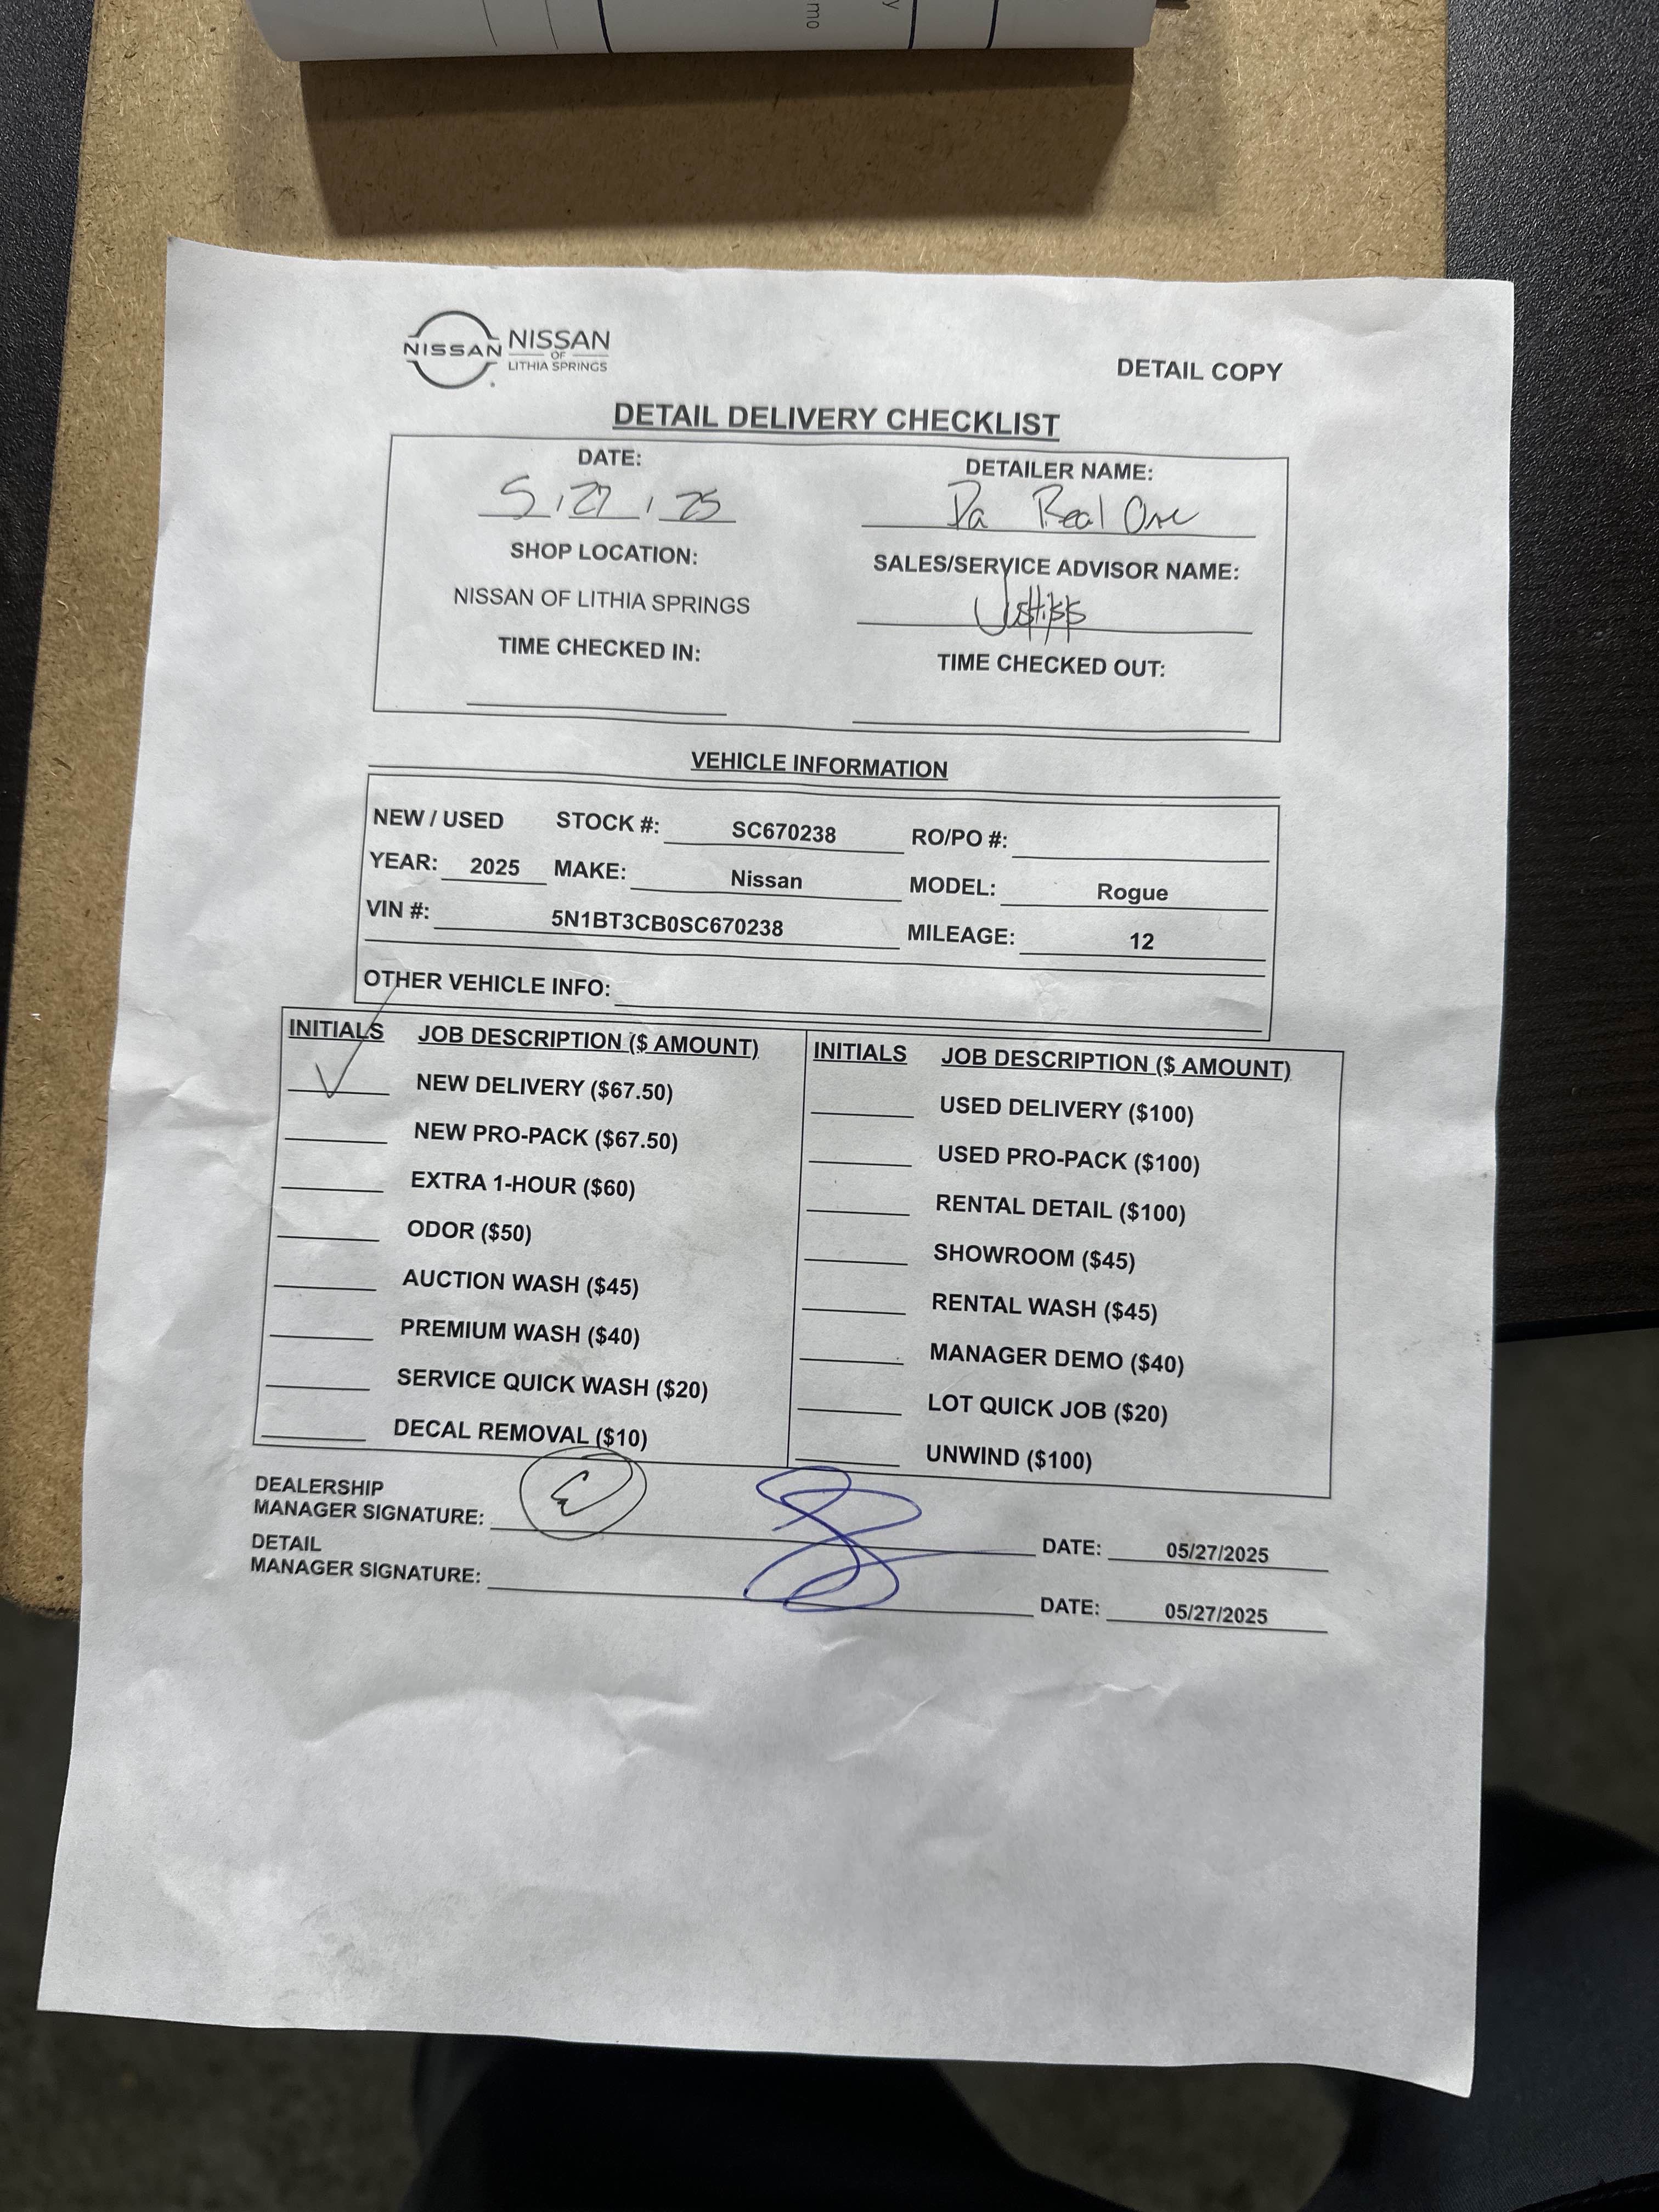 mo
NISSAN
NISSAN
OF
LITHIA SPRINGS
DETAIL COPY
DETAIL DELIVERY CHECKLIST
DATE:
5/27/25
DETAILER NAME:
Da Real One
SHOP LOCATION:
NISSAN OF LITHIA SPRINGS
SALES/SERVICE ADVISOR NAME:
TIME CHECKED IN:
TIME CHECKED OUT:
VEHICLE INFORMATION
NEW / USED STOCK #: SC670238 RO/PO #:
YEAR: 2025 MAKE: Nissan MODEL: Rogue
VIN #: 5N1BT3CB0SC670238 MILEAGE: 12
OTHER VEHICLE INFO:
INITIALS JOB DESCRIPTION ($ AMOUNT)
NEW DELIVERY ($67.50)
NEW PRO-PACK ($67.50)
EXTRA 1-HOUR ($60)
ODOR ($50)
AUCTION WASH ($45)
PREMIUM WASH ($40)
SERVICE QUICK WASH ($20)
DECAL REMOVAL ($10)
INITIALS JOB DESCRIPTION ($ AMOUNT)
USED DELIVERY ($100)
USED PRO-PACK ($100)
RENTAL DETAIL ($100)
SHOWROOM ($45)
RENTAL WASH ($45)
MANAGER DEMO ($40)
LOT QUICK JOB ($20)
UNWIND ($100)
DEALERSHIP
MANAGER SIGNATURE: DATE: 05/27/2025
DETAIL
MANAGER SIGNATURE: DATE: 05/27/2025